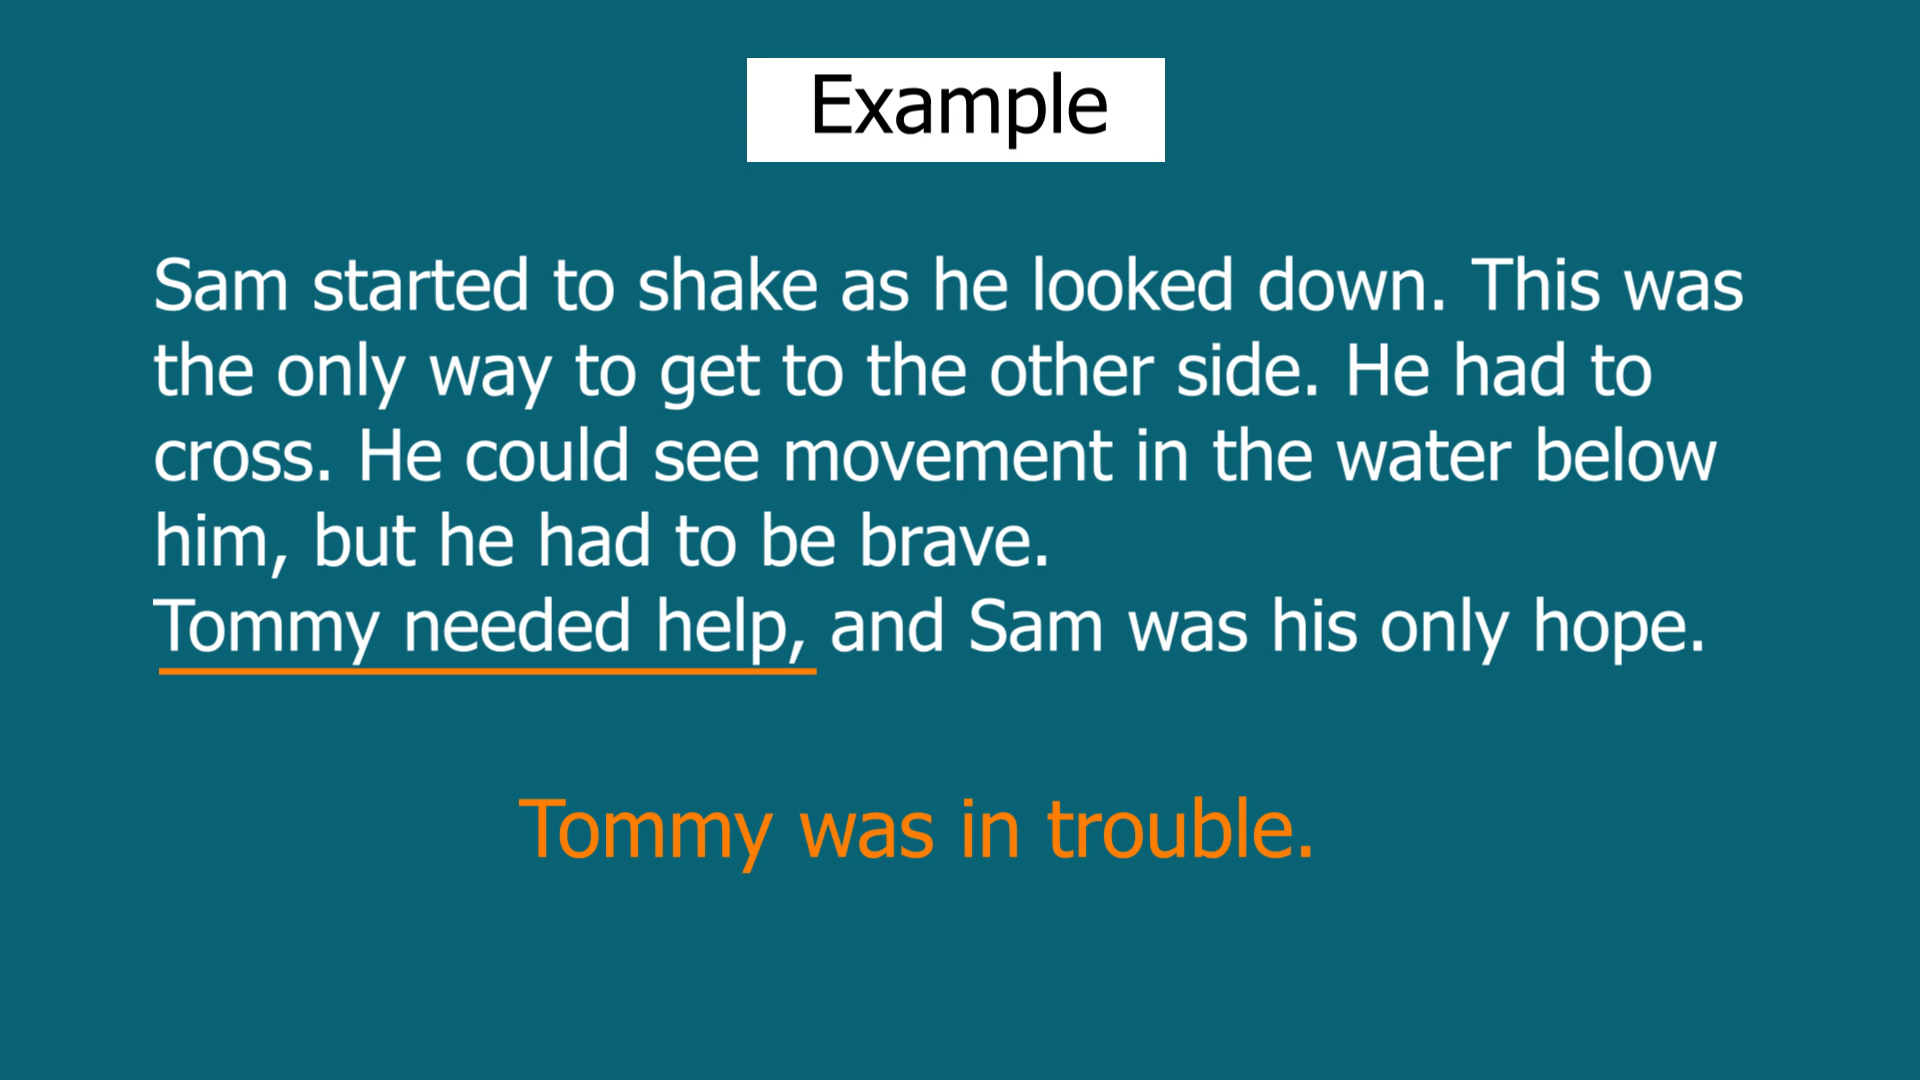 Example
Sam started to shake as he looked down. This was
the only way to get to the other side. He had to
cross. He could see movement in the water below
him, but he had to be brave.
Tommy needed help, and Sam was his only hope.
Tommy was in trouble.